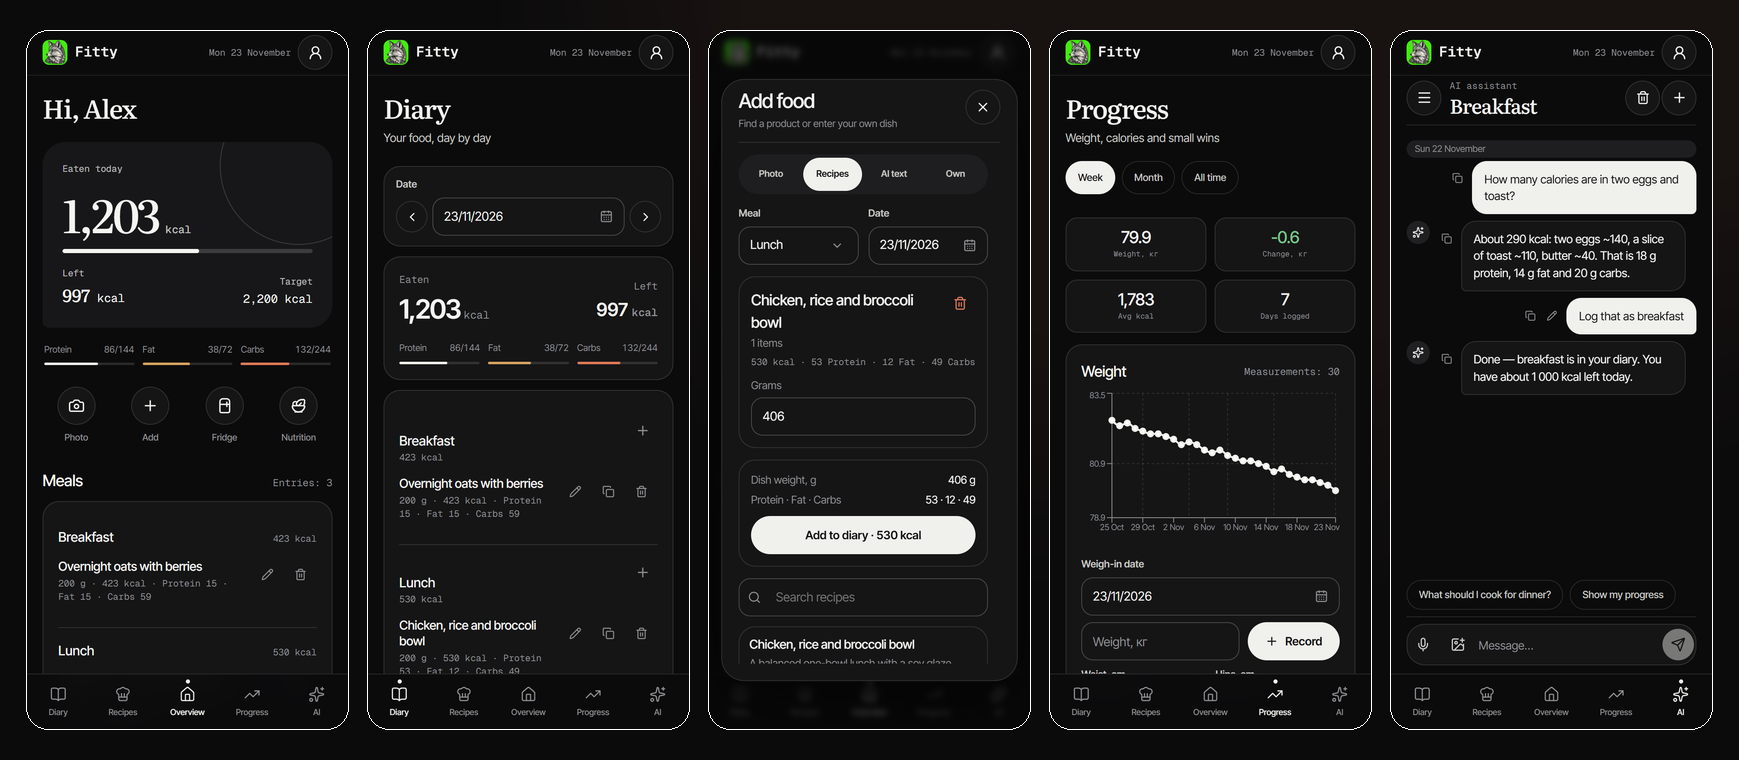 Fitty
Mon 23 November
Hi, Alex
Eaten today
1,203 kcal
Left
997 kcal
Target
2,200 kcal
Protein 86/144
Fat 38/72
Carbs 132/244
Photo
Add
Fridge
Nutrition
Meals
Entries: 3
Breakfast
423 kcal
Overnight oats with berries
200 g · 423 kcal · Protein 15 ·
Fat 15 · Carbs 59
Lunch
530 kcal
Diary
Recipes
Overview
Progress
AI
Fitty
Mon 23 November
Diary
Your food, day by day
Date
23/11/2026
Eaten
1,203 kcal
Left
997 kcal
Protein 86/144
Fat 38/72
Carbs 132/244
Breakfast
423 kcal
Overnight oats with berries
200 g · 423 kcal · Protein
15 · Fat 15 · Carbs 59
Lunch
530 kcal
Chicken, rice and broccoli
bowl
200 g · 530 kcal · Protein
53 · Fat 12 · Carbs 49
Diary
Recipes
Overview
Progress
AI
Add food
Find a product or enter your own dish
Photo
Recipes
AI text
Own
Meal
Lunch
Date
23/11/2026
Chicken, rice and broccoli
bowl
1 items
530 kcal · 53 Protein · 12 Fat · 49 Carbs
Grams
406
Dish weight, g
406 g
Protein · Fat · Carbs
53 · 12 · 49
Add to diary · 530 kcal
Search recipes
Chicken, rice and broccoli bowl
A balanced one-bowl lunch with a soy glaze
Fitty
Mon 23 November
Progress
Weight, calories and small wins
Week
Month
All time
79.9
Weight, кг
-0.6
Change, кг
1,783
Avg kcal
7
Days logged
Weight
Measurements: 30
83.5
80.9
78.9
25 Oct 29 Oct 2 Nov 6 Nov 10 Nov 14 Nov 18 Nov 23 Nov
Weigh-in date
23/11/2026
Weight, кг
+ Record
Waist, cm
Hips, cm
Diary
Recipes
Overview
Progress
AI
Fitty
Mon 23 November
AI assistant
Breakfast
Sun 22 November
How many calories are in two eggs and
toast?
About 290 kcal: two eggs ~140, a slice
of toast ~110, butter ~40. That is 18 g
protein, 14 g fat and 20 g carbs.
Log that as breakfast
Done — breakfast is in your diary. You
have about 1 000 kcal left today.
What should I cook for dinner?
Show my progress
Message...
Diary
Recipes
Overview
Progress
AI